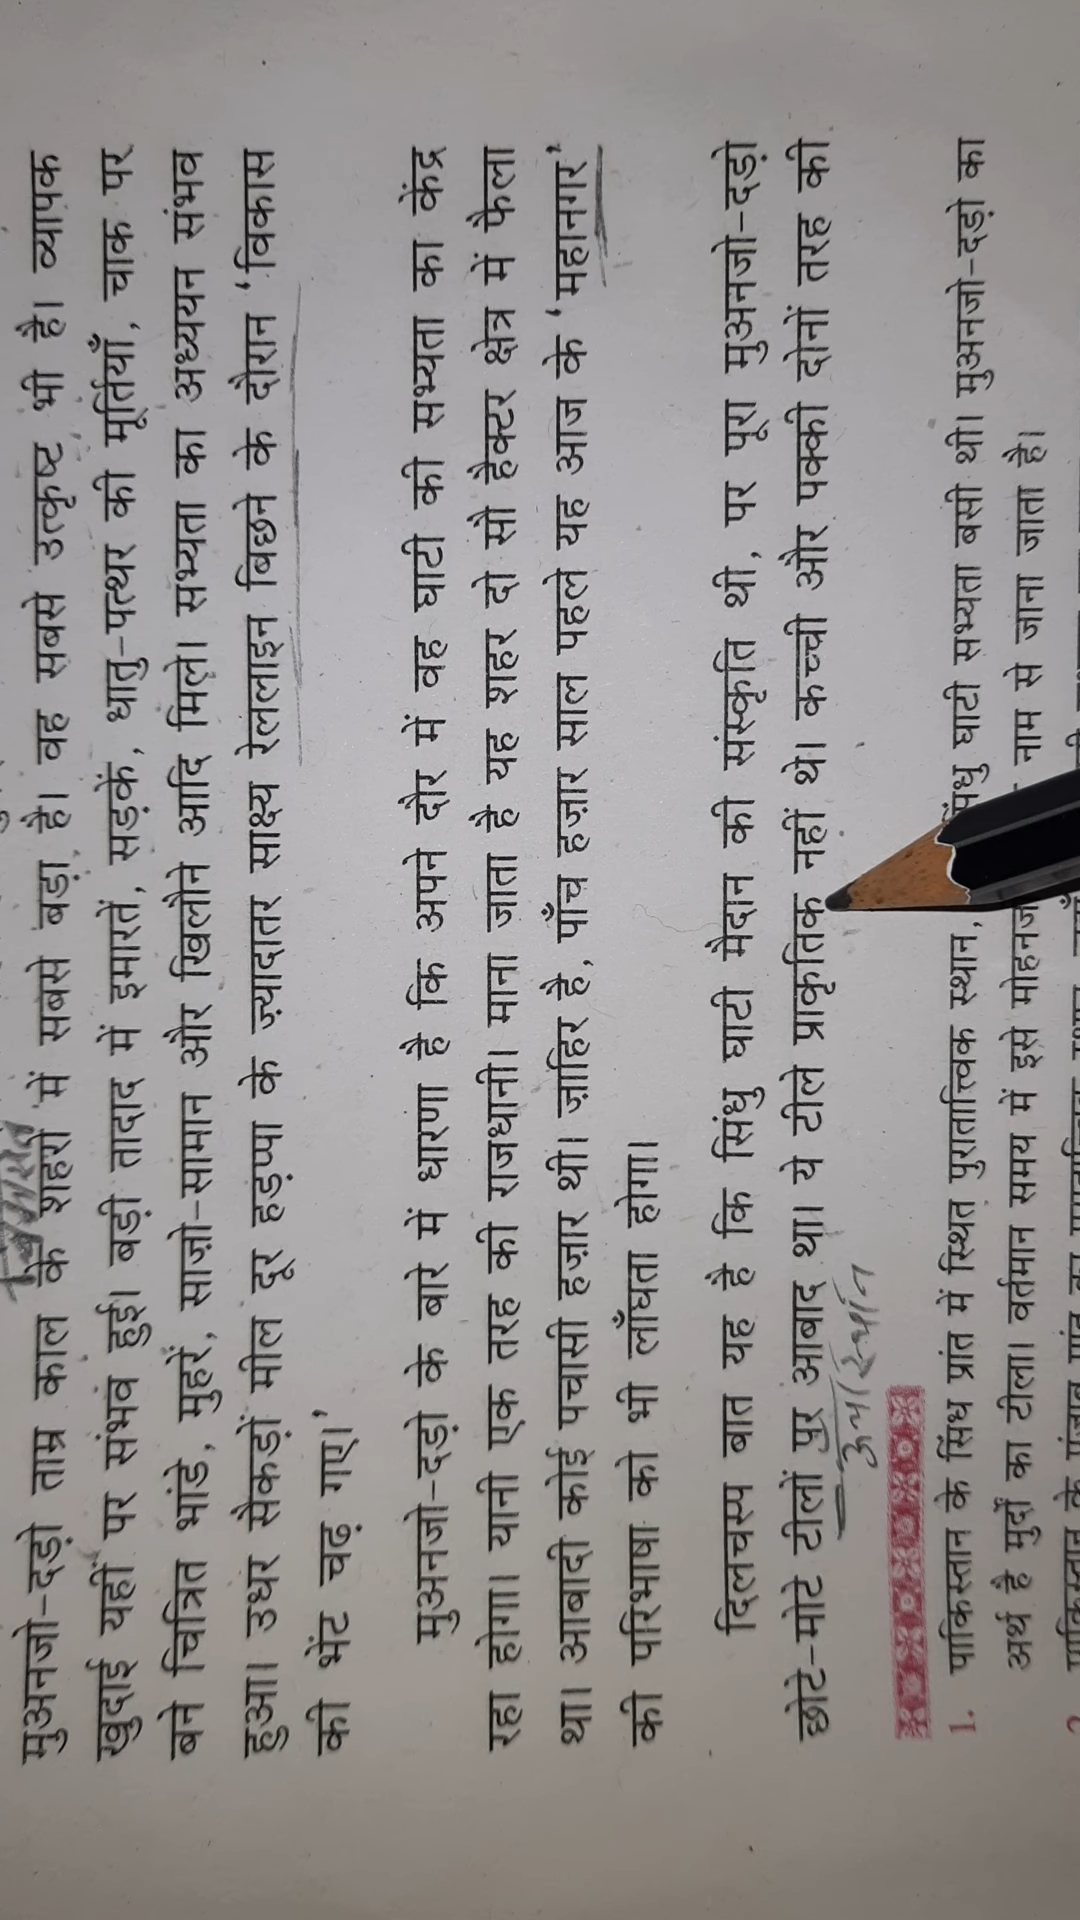 मुअनजो-दड़ो ताम्र काल के शहरों में सबसे बड़ा है। वह सबसे उत्कृष्ट भी है। व्यापक
खुदाई यहीं पर संभव हुई। बड़ी तादाद में इमारतें, सड़कें, धातु-पत्थर की मूर्तियाँ, चाक पर
बने चित्रित भांडे, मुहरें, साज़ो-सामान और खिलौने आदि मिले। सभ्यता का अध्ययन संभव
हुआ। उधर सैकड़ों मील दूर हड़प्पा के ज़्यादातर साक्ष्य रेललाइन बिछने के दौरान 'विकास
की भेंट चढ़ गए।'
मुअनजो-दड़ो के बारे में धारणा है कि अपने दौर में वह घाटी की सभ्यता का केंद्र
रहा होगा। यानी एक तरह की राजधानी। माना जाता है यह शहर दो सौ हैक्टर क्षेत्र में फैला
था। आबादी कोई पचासी हज़ार थी। ज़ाहिर है, पाँच हज़ार साल पहले यह आज के 'महानगर'
की परिभाषा को भी लाँघता होगा।
दिलचस्प बात यह है कि सिंधु घाटी मैदान की संस्कृति थी, पर पूरा मुअनजो-दड़ो
छोटे-मोटे टीलों पर आबाद था। ये टीले प्राकृतिक नहीं थे। कच्ची और पक्की दोनों तरह की
1. पाकिस्तान के सिंध प्रांत में स्थित पुरातात्त्विक स्थान, घाटी सभ्यता बसी थी। मुअनजो-दड़ो का
अर्थ है मुर्दों का टीला। वर्तमान समय में इसे नाम से जाना जाता है।